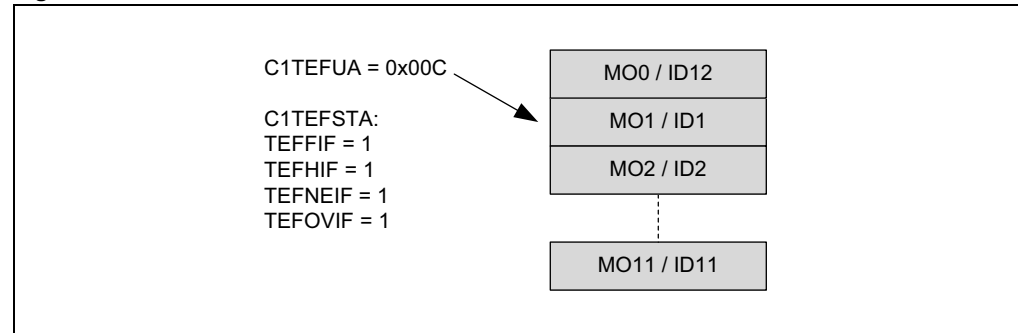 C1TEFUA = 0x00C
C1TEFSTA:
TEFFIF = 1
TEFHIF = 1
TEFNEIF = 1
TEFOVIF = 1
MO0 / ID12
MO1 / ID1
MO2 / ID2
MO11 / ID11